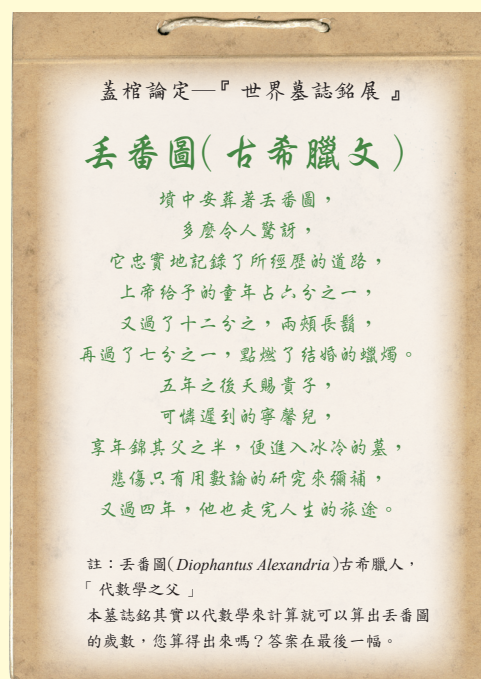 蓋棺論定—『世界墓誌銘展』
丟番圖(古希臘文)
墳中安葬著丟番圖，
多麼令人驚訝，
它忠實地記錄了所經歷的道路，
上帝給予的童年占六分之一，
又過了十二分之，兩頰長鬍，
再過了七分之一，點燃了結婚的蠟燭。
五年之後天賜貴子，
可憐遲到的寧馨兒，
享年錦其父之半，便進入冰冷的墓，
悲傷只有用數論的研究來彌補，
又過四年，他也走完人生的旅途。
註：丟番圖(Diophantus Alexandria)古希臘人，
「代數學之父」
本墓誌銘其實以代數學來計算就可以算出丟番圖
的歲數，您算得出來嗎？答案在最後一幅。